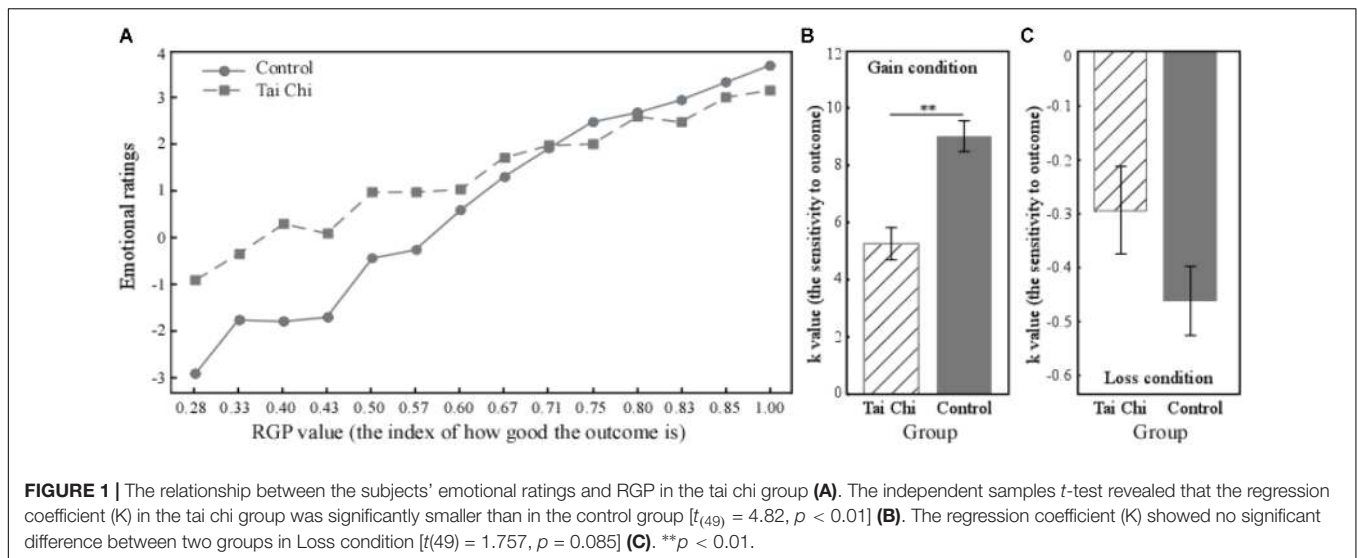 A
B
C
4
3
2
1
0
-1
-2
-3
Emotional ratings
Control
Tai Chi
0.28 0.33 0.40 0.43 0.50 0.57 0.60 0.67 0.71 0.75 0.80 0.83 0.85 1.00
RGP value (the index of how good the outcome is)
12
10
8
6
4
2
0
k value (the sensitivity to outcome)
Gain condition
**
Tai Chi Control
Group
0
-0.1
-0.2
-0.3
-0.4
-0.5
-0.6
k value (the sensitivity to outcome)
Loss condition
Tai Chi Control
Group
FIGURE 1 | The relationship between the subjects' emotional ratings and RGP in the tai chi group (A). The independent samples t-test revealed that the regression
coefficient (K) in the tai chi group was significantly smaller than in the control group [t(49) = 4.82, p < 0.01] (B). The regression coefficient (K) showed no significant
difference between two groups in Loss condition [t(49) = 1.757, p = 0.085] (C). **p < 0.01.